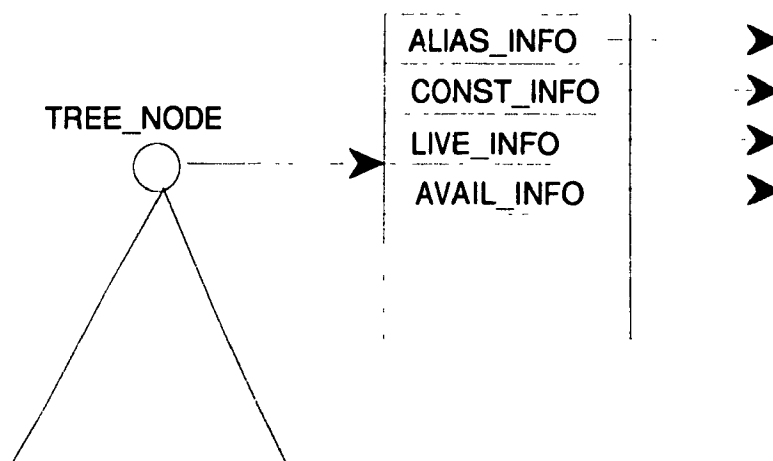 ALIAS_INFO
CONST_INFO
TREE_NODE
LIVE_INFO
AVAIL_INFO